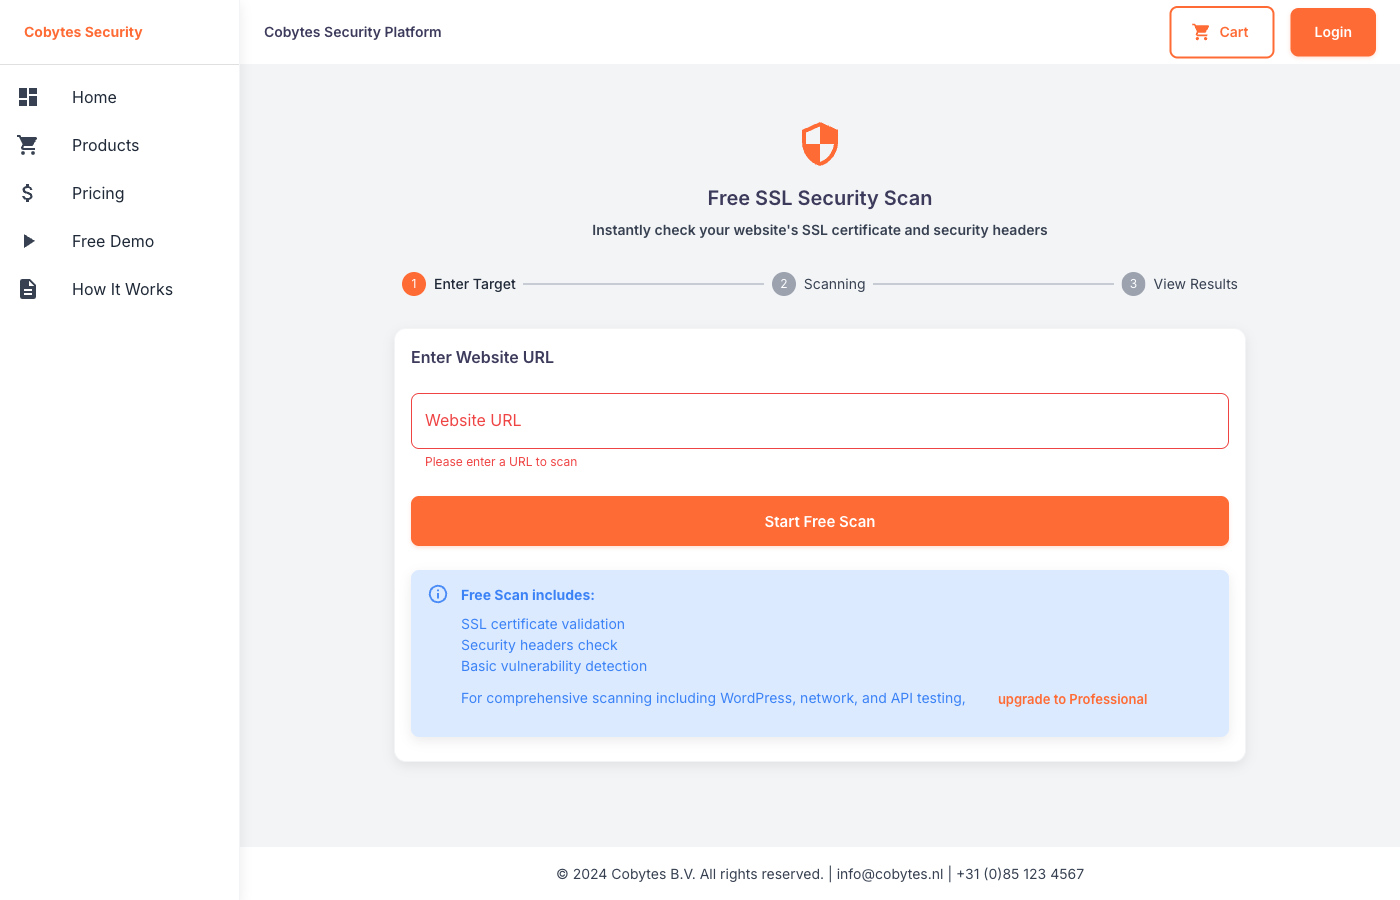 Cobytes Security
Cobytes Security Platform
Cart
Login
Home
Products
Pricing
Free Demo
How It Works
Free SSL Security Scan
Instantly check your website's SSL certificate and security headers
1 Enter Target
2 Scanning
3 View Results
Enter Website URL
Website URL
Please enter a URL to scan
Start Free Scan
Free Scan includes:
SSL certificate validation
Security headers check
Basic vulnerability detection
For comprehensive scanning including WordPress, network, and API testing, upgrade to Professional
© 2024 Cobytes B.V. All rights reserved. | info@cobytes.nl | +31 (0)85 123 4567